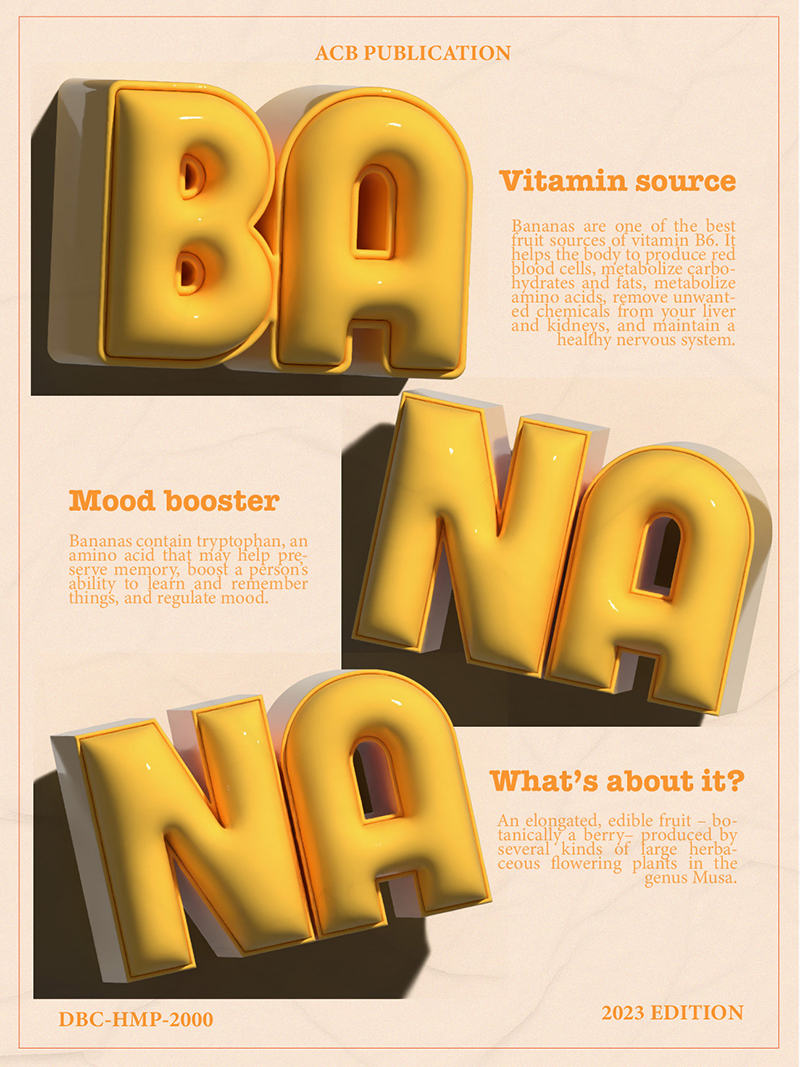 ACB PUBLICATION
BA
Vitamin source
Bananas are one of the best
fruit sources of vitamin B6. It
helps the body to produce red
blood cells, metabolize carbo-
hydrates and fats, metabolize
amino acids, remove unwant-
ed chemicals from your liver
and kidneys, and maintain a
healthy nervous system.
NA
Mood booster
Bananas contain tryptophan, an
amino acid that may help pre-
serve memory, boost a person's
ability to learn and remember
things, and regulate mood.
NA
What's about it?
An elongated, edible fruit – bo-
tanically a berry– produced by
several kinds of large herba-
ceous flowering plants in the
genus Musa.
DBC-HMP-2000
2023 EDITION